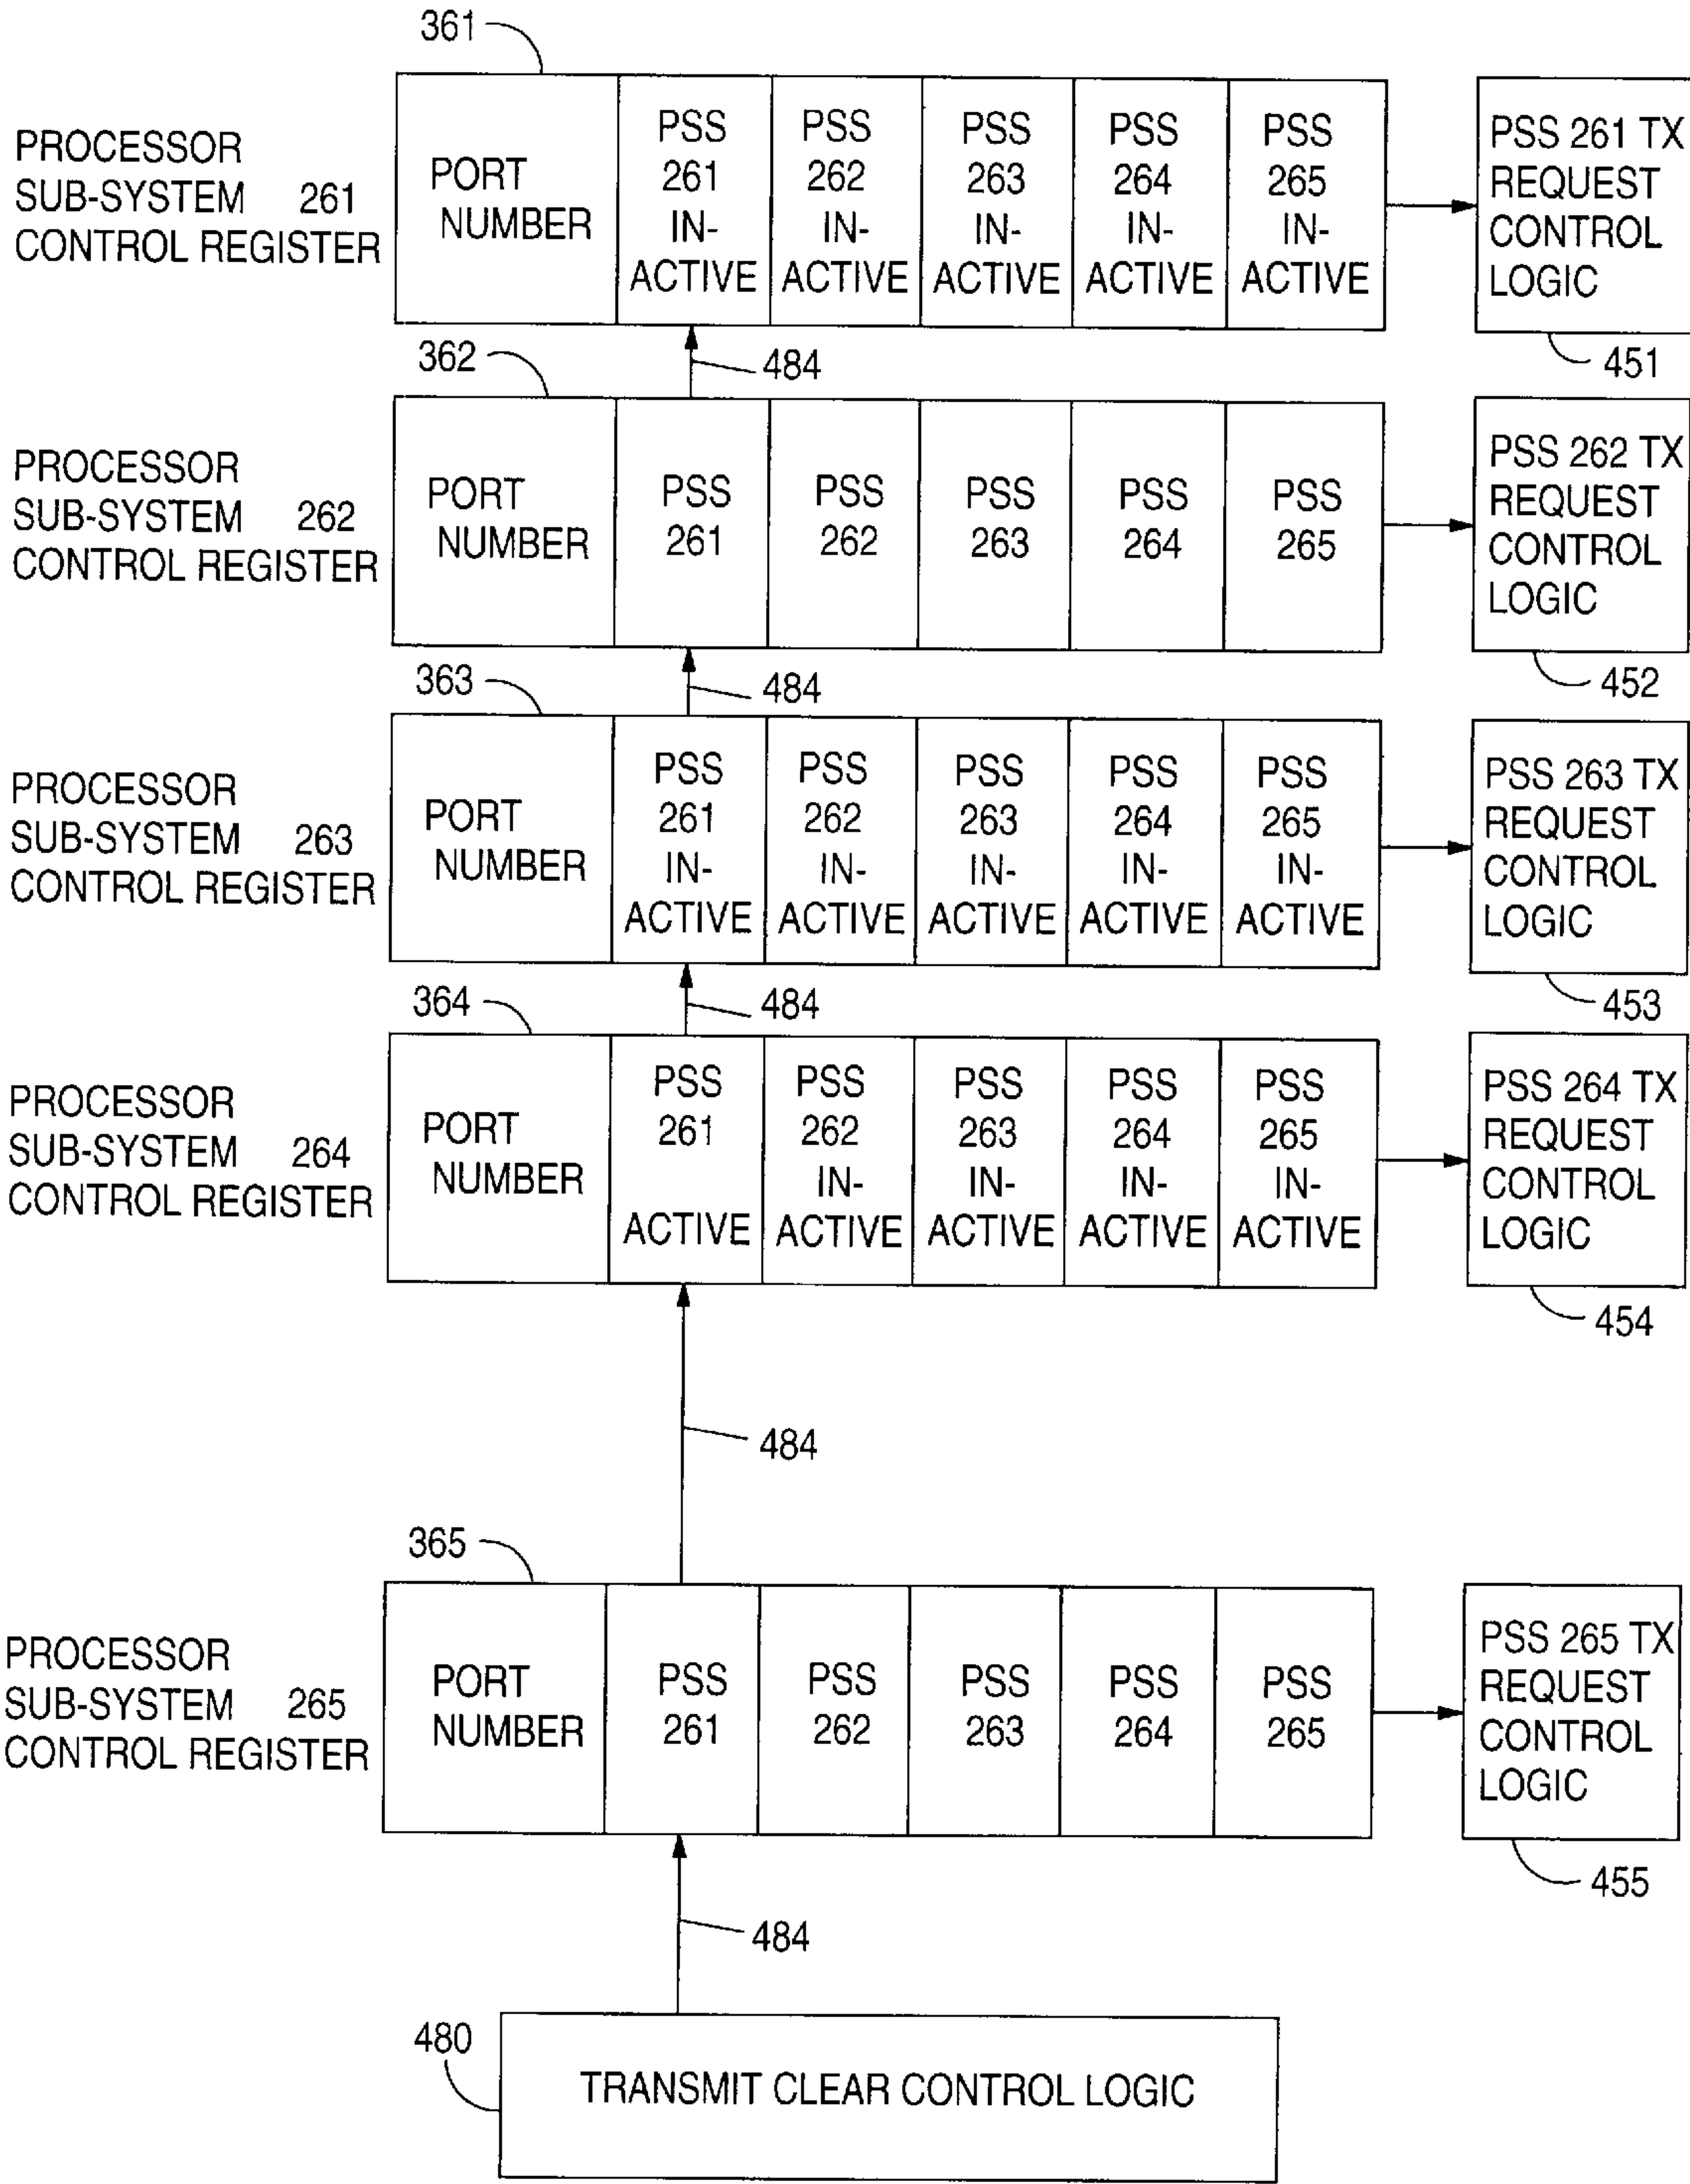 361
PROCESSOR
SUB-SYSTEM 261
CONTROL REGISTER
PORT
NUMBER
PSS
261
IN-
ACTIVE
PSS
262
IN-
ACTIVE
PSS
263
IN-
ACTIVE
PSS
264
IN-
ACTIVE
PSS
265
IN-
ACTIVE
PSS 261 TX
REQUEST
CONTROL
LOGIC
451
484
362
PROCESSOR
SUB-SYSTEM 262
CONTROL REGISTER
PORT
NUMBER
PSS
261
PSS
262
PSS
263
PSS
264
PSS
265
PSS 262 TX
REQUEST
CONTROL
LOGIC
452
484
363
PROCESSOR
SUB-SYSTEM 263
CONTROL REGISTER
PORT
NUMBER
PSS
261
IN-
ACTIVE
PSS
262
IN-
ACTIVE
PSS
263
IN-
ACTIVE
PSS
264
IN-
ACTIVE
PSS
265
IN-
ACTIVE
PSS 263 TX
REQUEST
CONTROL
LOGIC
453
484
364
PROCESSOR
SUB-SYSTEM 264
CONTROL REGISTER
PORT
NUMBER
PSS
261
ACTIVE
PSS
262
IN-
ACTIVE
PSS
263
IN-
ACTIVE
PSS
264
IN-
ACTIVE
PSS
265
IN-
ACTIVE
PSS 264 TX
REQUEST
CONTROL
LOGIC
454
484
365
PROCESSOR
SUB-SYSTEM 265
CONTROL REGISTER
PORT
NUMBER
PSS
261
PSS
262
PSS
263
PSS
264
PSS
265
PSS 265 TX
REQUEST
CONTROL
LOGIC
455
484
480
TRANSMIT CLEAR CONTROL LOGIC